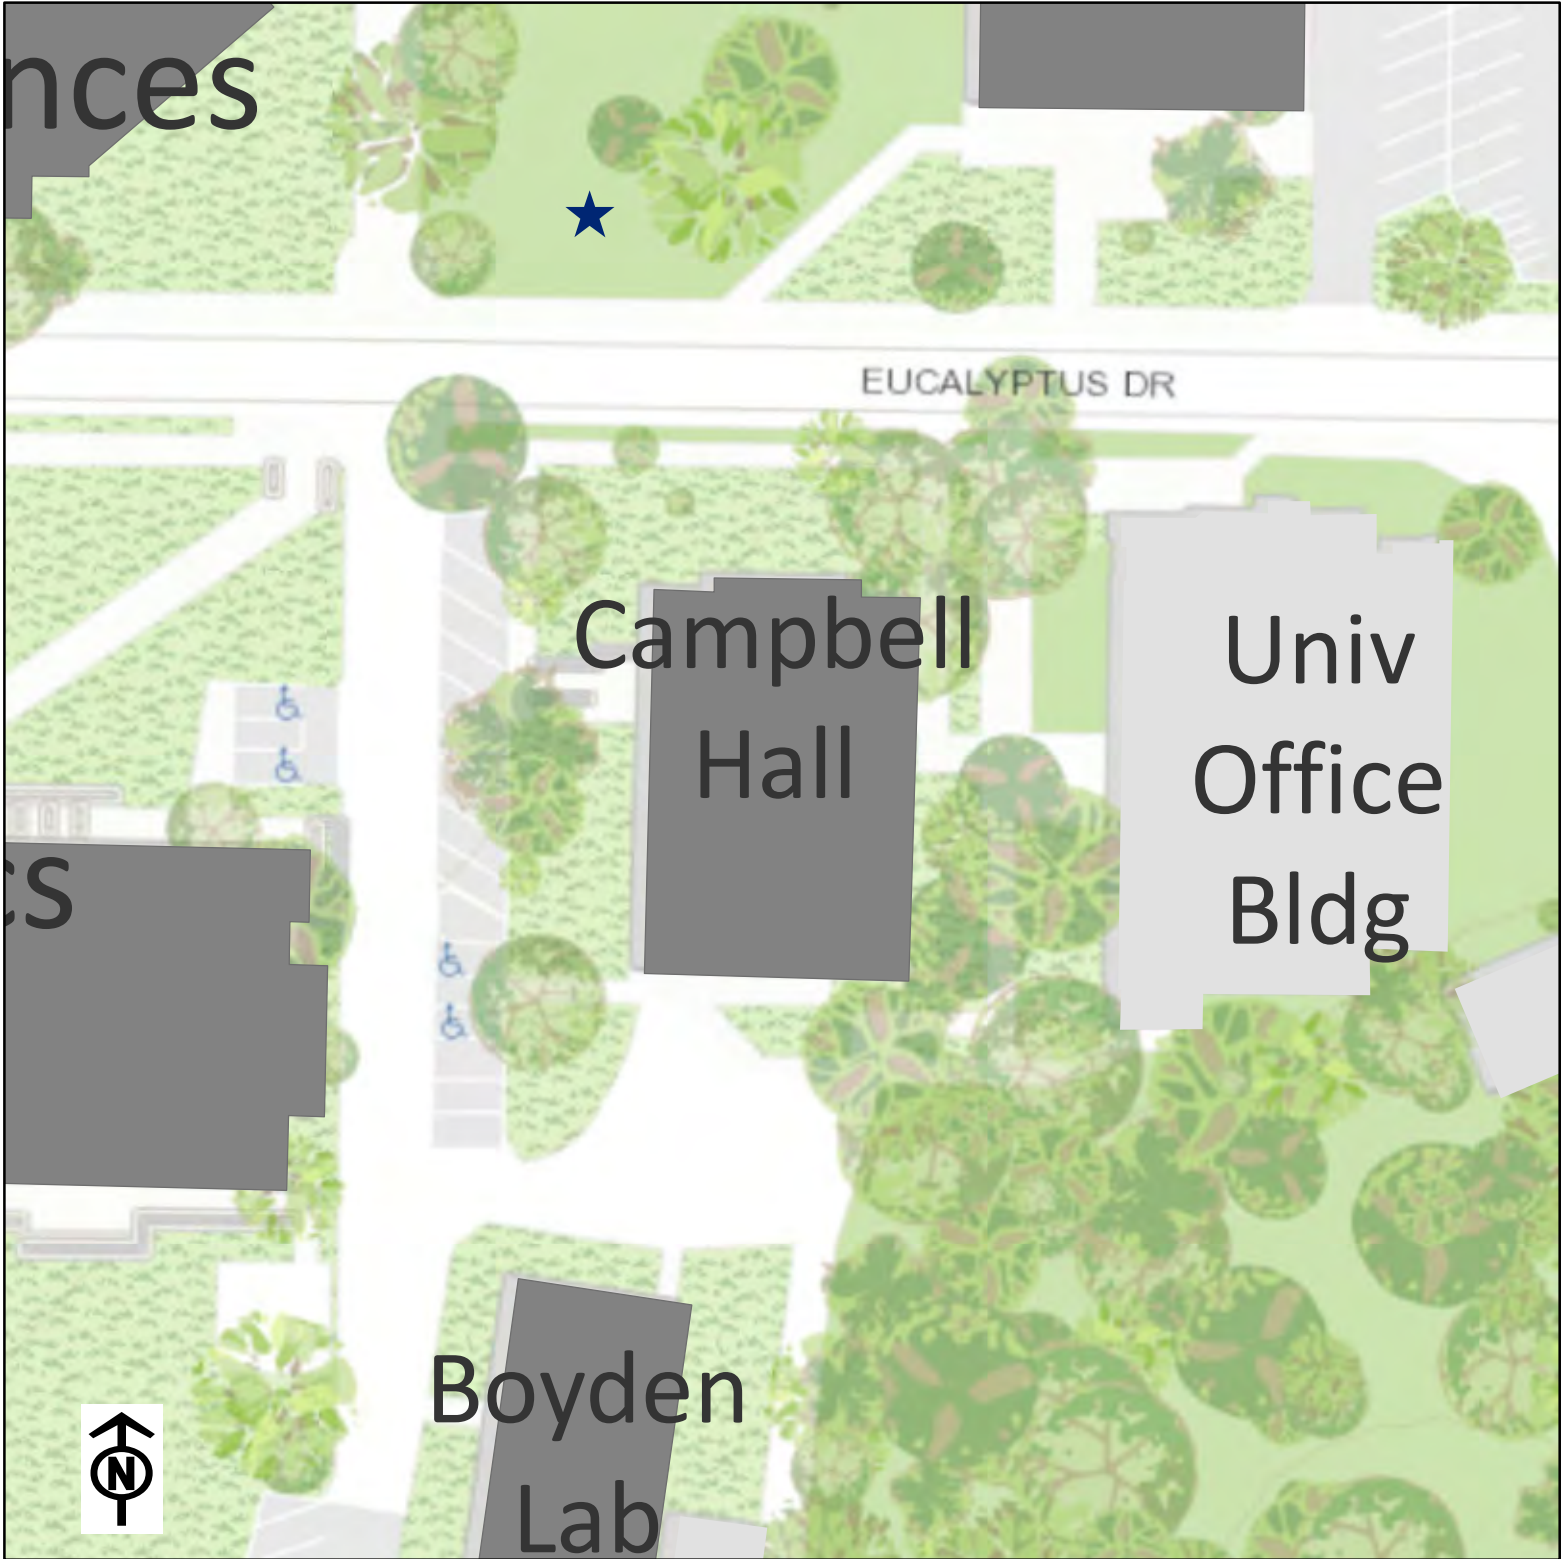 nces
EUCALYPTUS DR
Campbell
Hall
Univ
Office
Bldg
cs
Boyden
Lab
N